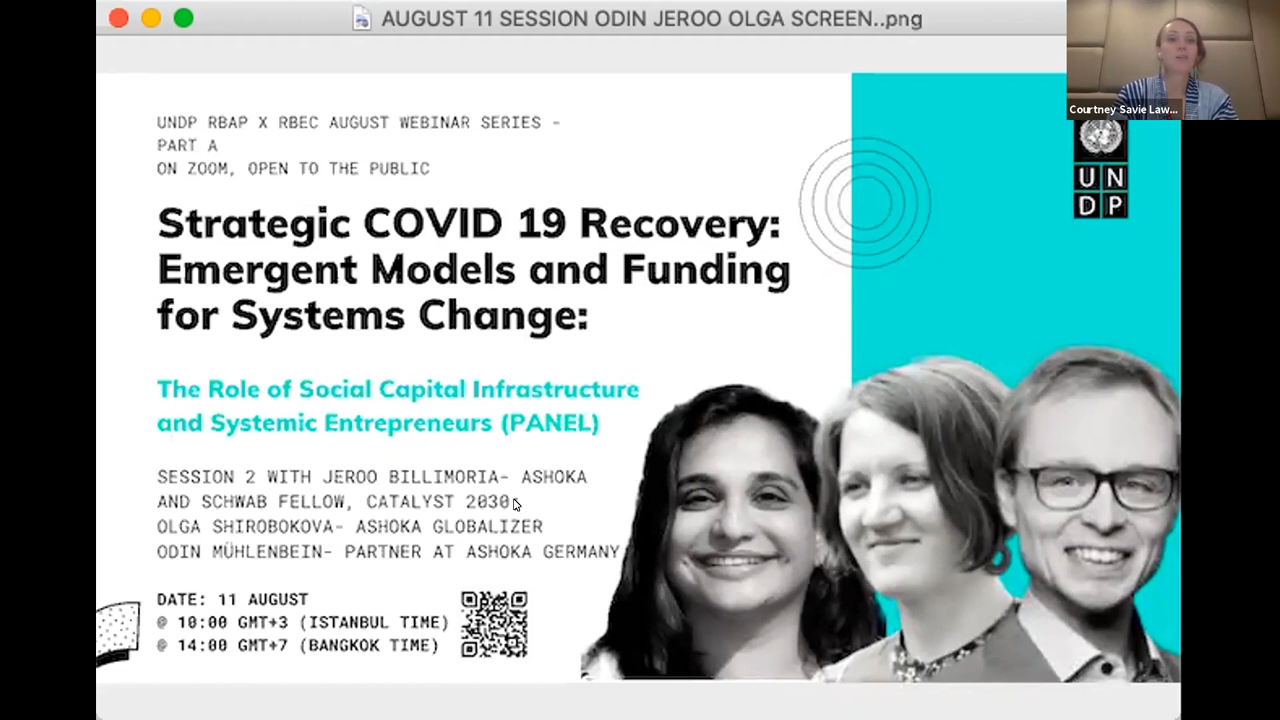 AUGUST 11 SESSION ODIN JEROO OLGA SCREEN..png
Courtney Savie Law...
UNDP RBAP X RBEC AUGUST WEBINAR SERIES -
PART A
ON ZOOM, OPEN TO THE PUBLIC
U N
D P
Strategic COVID 19 Recovery:
Emergent Models and Funding
for Systems Change:
The Role of Social Capital Infrastructure
and Systemic Entrepreneurs (PANEL)
SESSION 2 WITH JEROO BILLIMORIA- ASHOKA
AND SCHWAB FELLOW, CATALYST 2030
OLGA SHIROBOKOVA- ASHOKA GLOBALIZER
ODIN MÜHLENBEIN- PARTNER AT ASHOKA GERMANY
DATE: 11 AUGUST
@ 10:00 GMT+3 (ISTANBUL TIME)
@ 14:00 GMT+7 (BANGKOK TIME)